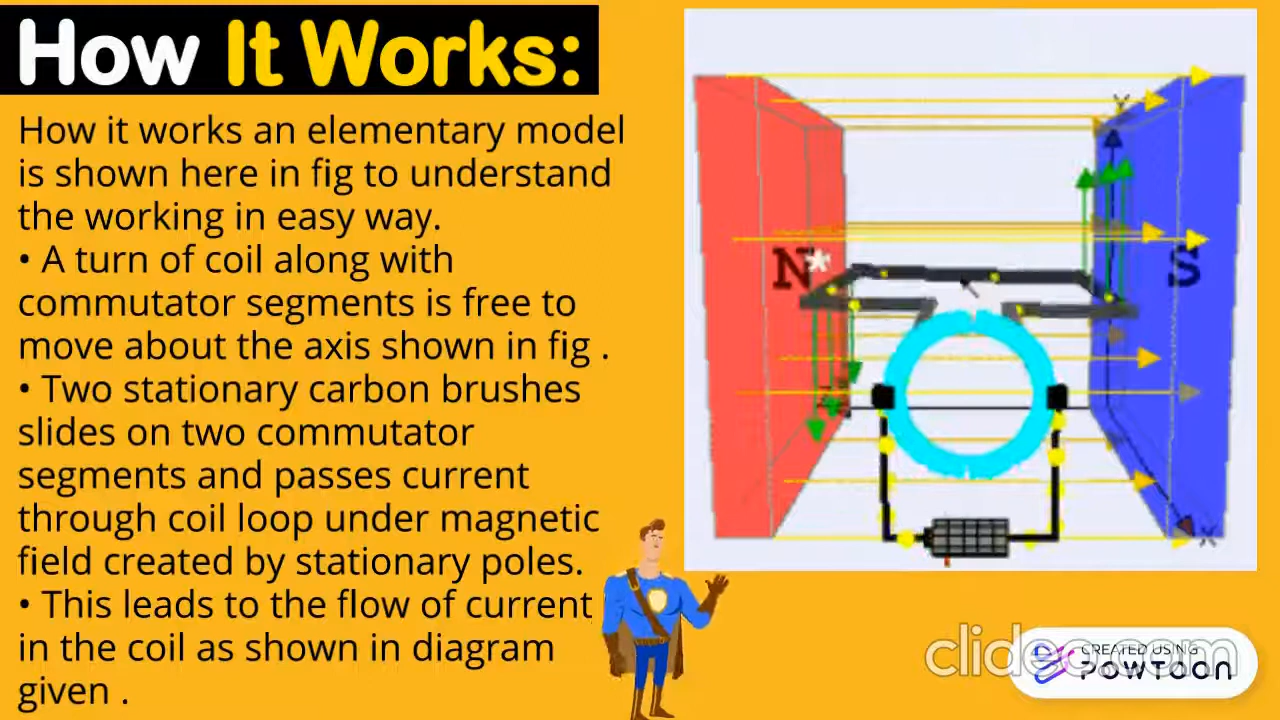 How It Works:
How it works an elementary model
is shown here in fig to understand
the working in easy way.
• A turn of coil along with
commutator segments is free to
move about the axis shown in fig .
• Two stationary carbon brushes
slides on two commutator
segments and passes current
through coil loop under magnetic
field created by stationary poles.
• This leads to the flow of current
in the coil as shown in diagram
given .
Y
N*
S
X
clideo.com
CREATED USING
POWTOON